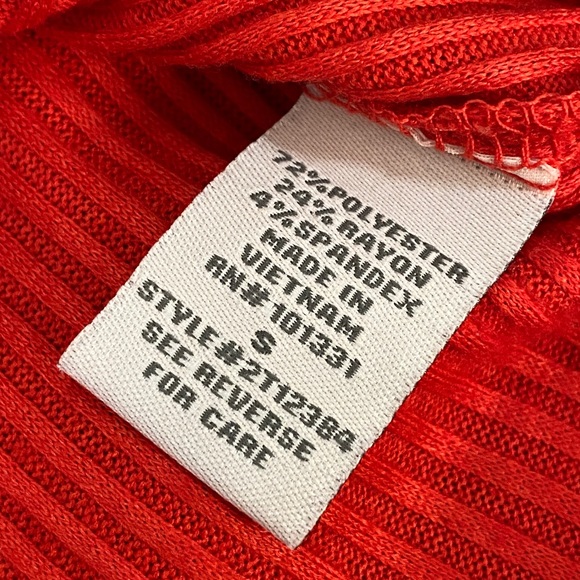 72%POLYESTER
24%RAYON
4%SPANDEX
MADE IN
VIETNAM
RN#101331
S
STYLE#2T12384
SEE REVERSE
FOR CARE